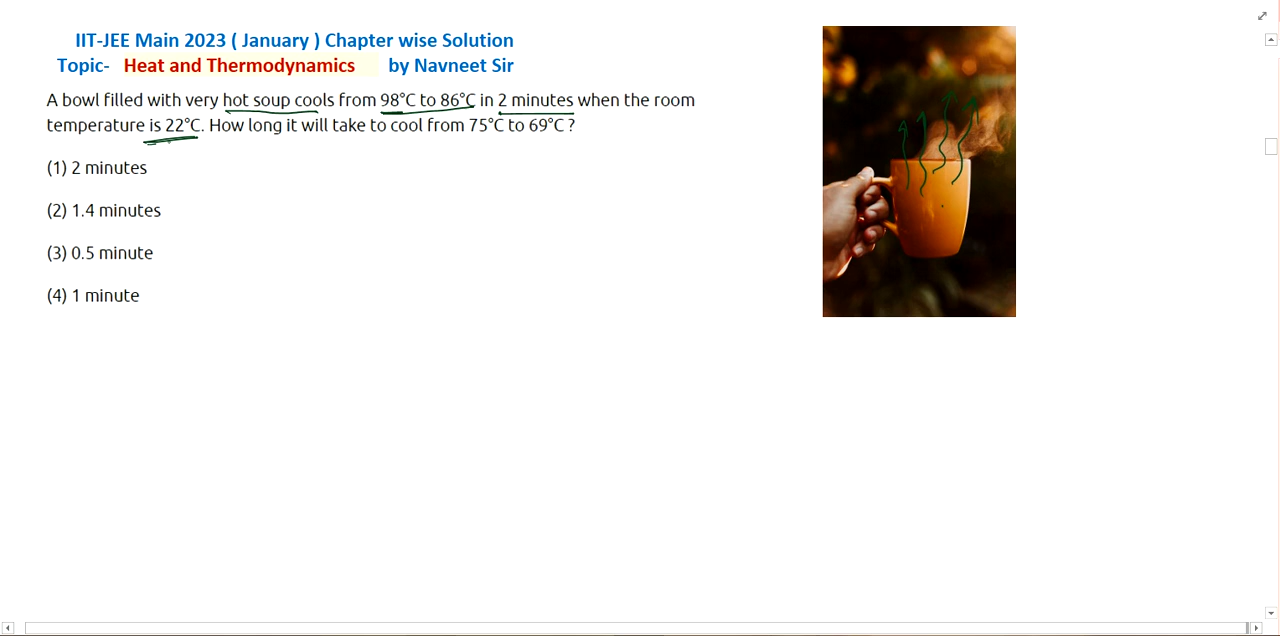 IIT-JEE Main 2023 ( January ) Chapter wise Solution
Topic- Heat and Thermodynamics by Navneet Sir
A bowl filled with very hot soup cools from 98°C to 86°C in 2 minutes when the room
temperature is 22°C. How long it will take to cool from 75°C to 69°C ?
(1) 2 minutes
(2) 1.4 minutes
(3) 0.5 minute
(4) 1 minute